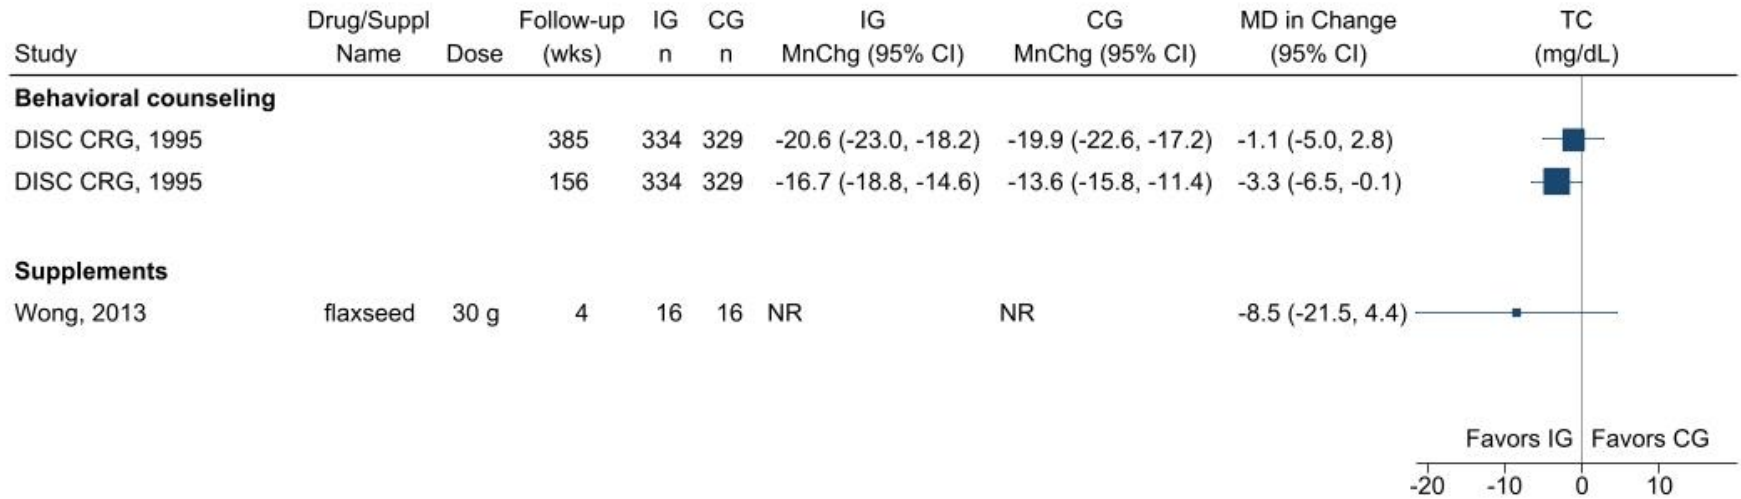 Drug/Suppl Follow-up IG CG IG CG MD in Change TC
Study Name Dose (wks) n n MnChg (95% CI) MnChg (95% CI) (95% CI) (mg/dL)
Behavioral counseling
DISC CRG, 1995 385 334 329 -20.6 (-23.0, -18.2) -19.9 (-22.6, -17.2) -1.1 (-5.0, 2.8)
DISC CRG, 1995 156 334 329 -16.7 (-18.8, -14.6) -13.6 (-15.8, -11.4) -3.3 (-6.5, -0.1)
Supplements
Wong, 2013 flaxseed 30 g 4 16 16 NR NR -8.5 (-21.5, 4.4)
Favors IG Favors CG
-20 -10 0 10